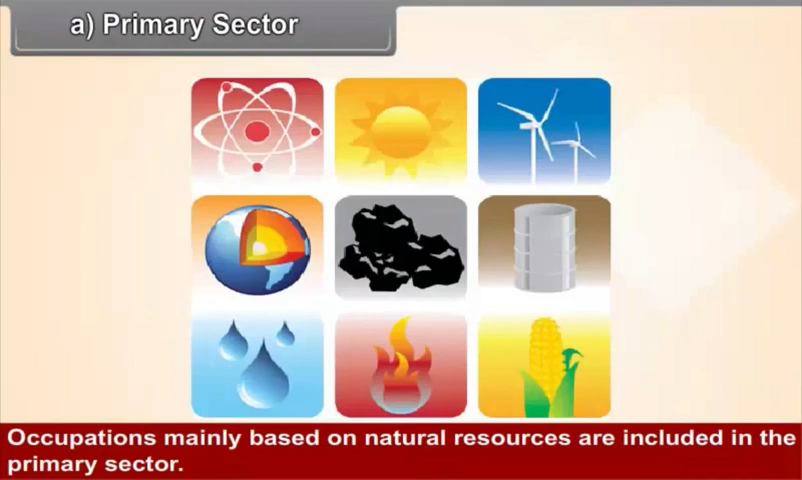 a) Primary Sector
Occupations mainly based on natural resources are included in the
primary sector.